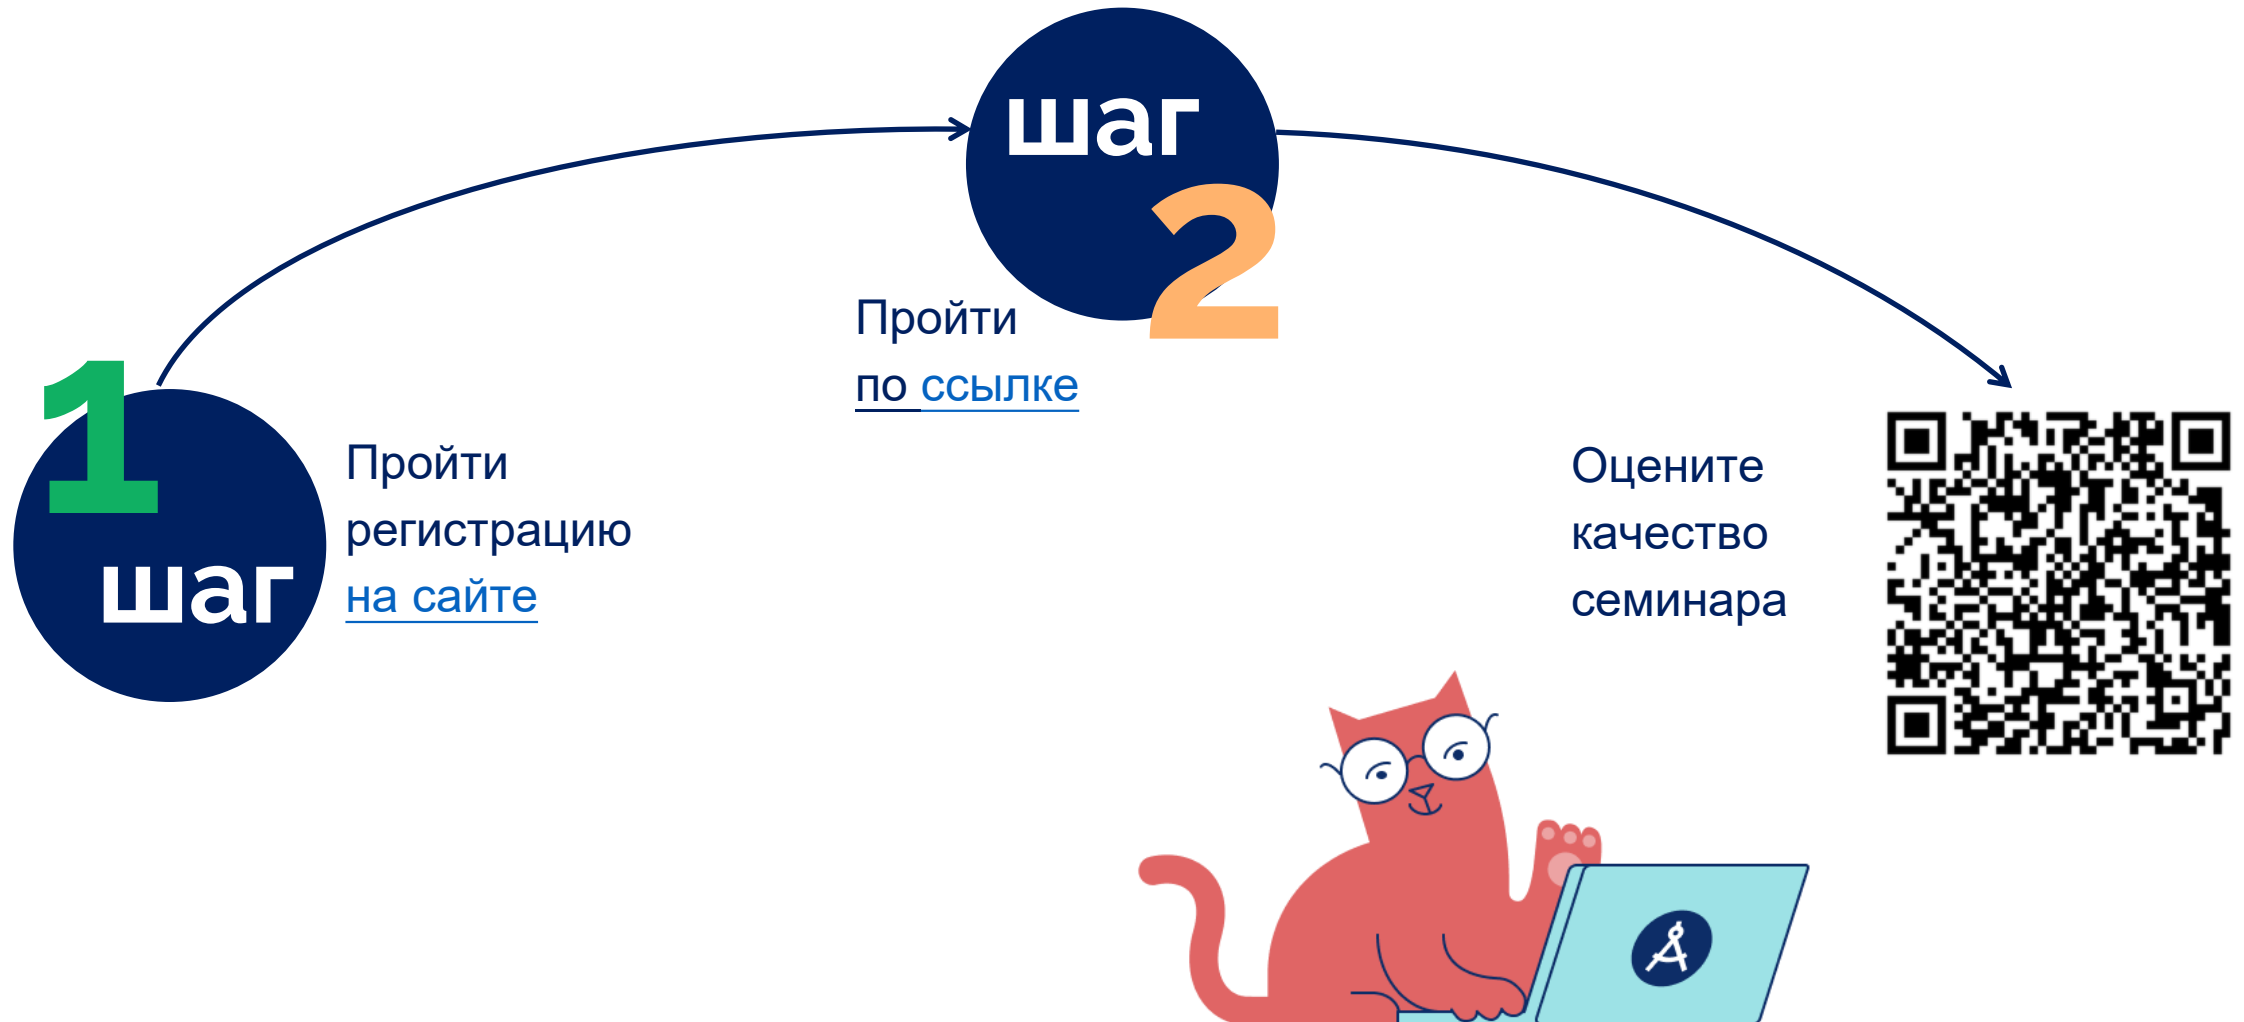 1
шаг
Пройти
регистрацию
на сайте
шаг
2
Пройти
по ссылке
Оцените
качество
семинара